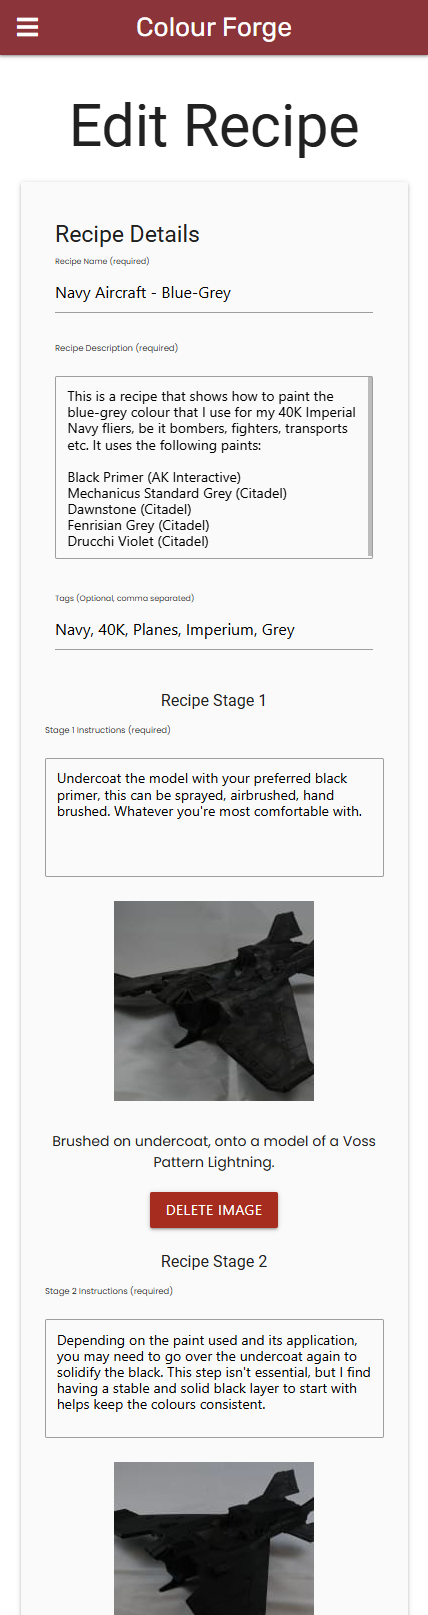 Colour Forge
Edit Recipe
Recipe Details
Recipe Name (required)
Navy Aircraft - Blue-Grey
Recipe Description (required)
This is a recipe that shows how to paint the
blue-grey colour that I use for my 40K Imperial
Navy fliers, be it bombers, fighters, transports
etc. It uses the following paints:
Black Primer (AK Interactive)
Mechanicus Standard Grey (Citadel)
Dawnstone (Citadel)
Fenrisian Grey (Citadel)
Drucchi Violet (Citadel)
Tags (Optional, comma separated)
Navy, 40K, Planes, Imperium, Grey
Recipe Stage 1
Stage 1 Instructions (required)
Undercoat the model with your preferred black
primer, this can be sprayed, airbrushed, hand
brushed. Whatever you're most comfortable with.
Brushed on undercoat, onto a model of a Voss
Pattern Lightning.
DELETE IMAGE
Recipe Stage 2
Stage 2 Instructions (required)
Depending on the paint used and its application,
you may need to go over the undercoat again to
solidify the black. This step isn't essential, but I find
having a stable and solid black layer to start with
helps keep the colours consistent.